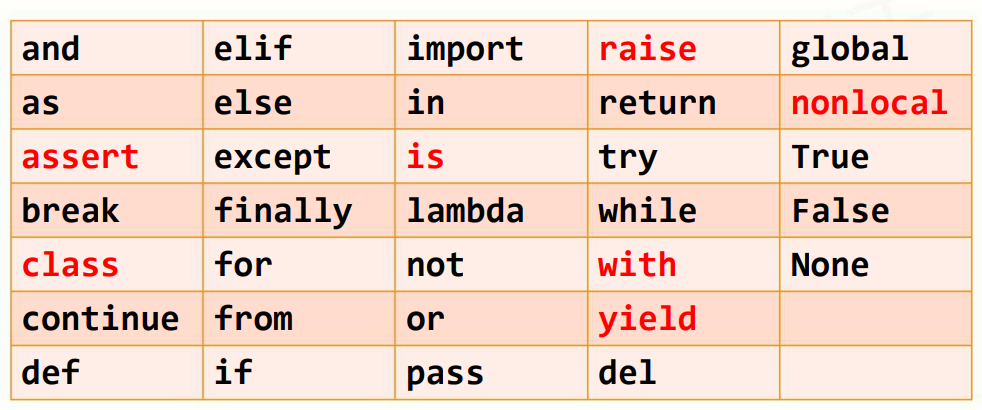 and elif import raise global
as else in return nonlocal
assert except is try True
break finally lambda while False
class for not with None
continue from or yield
def if pass del